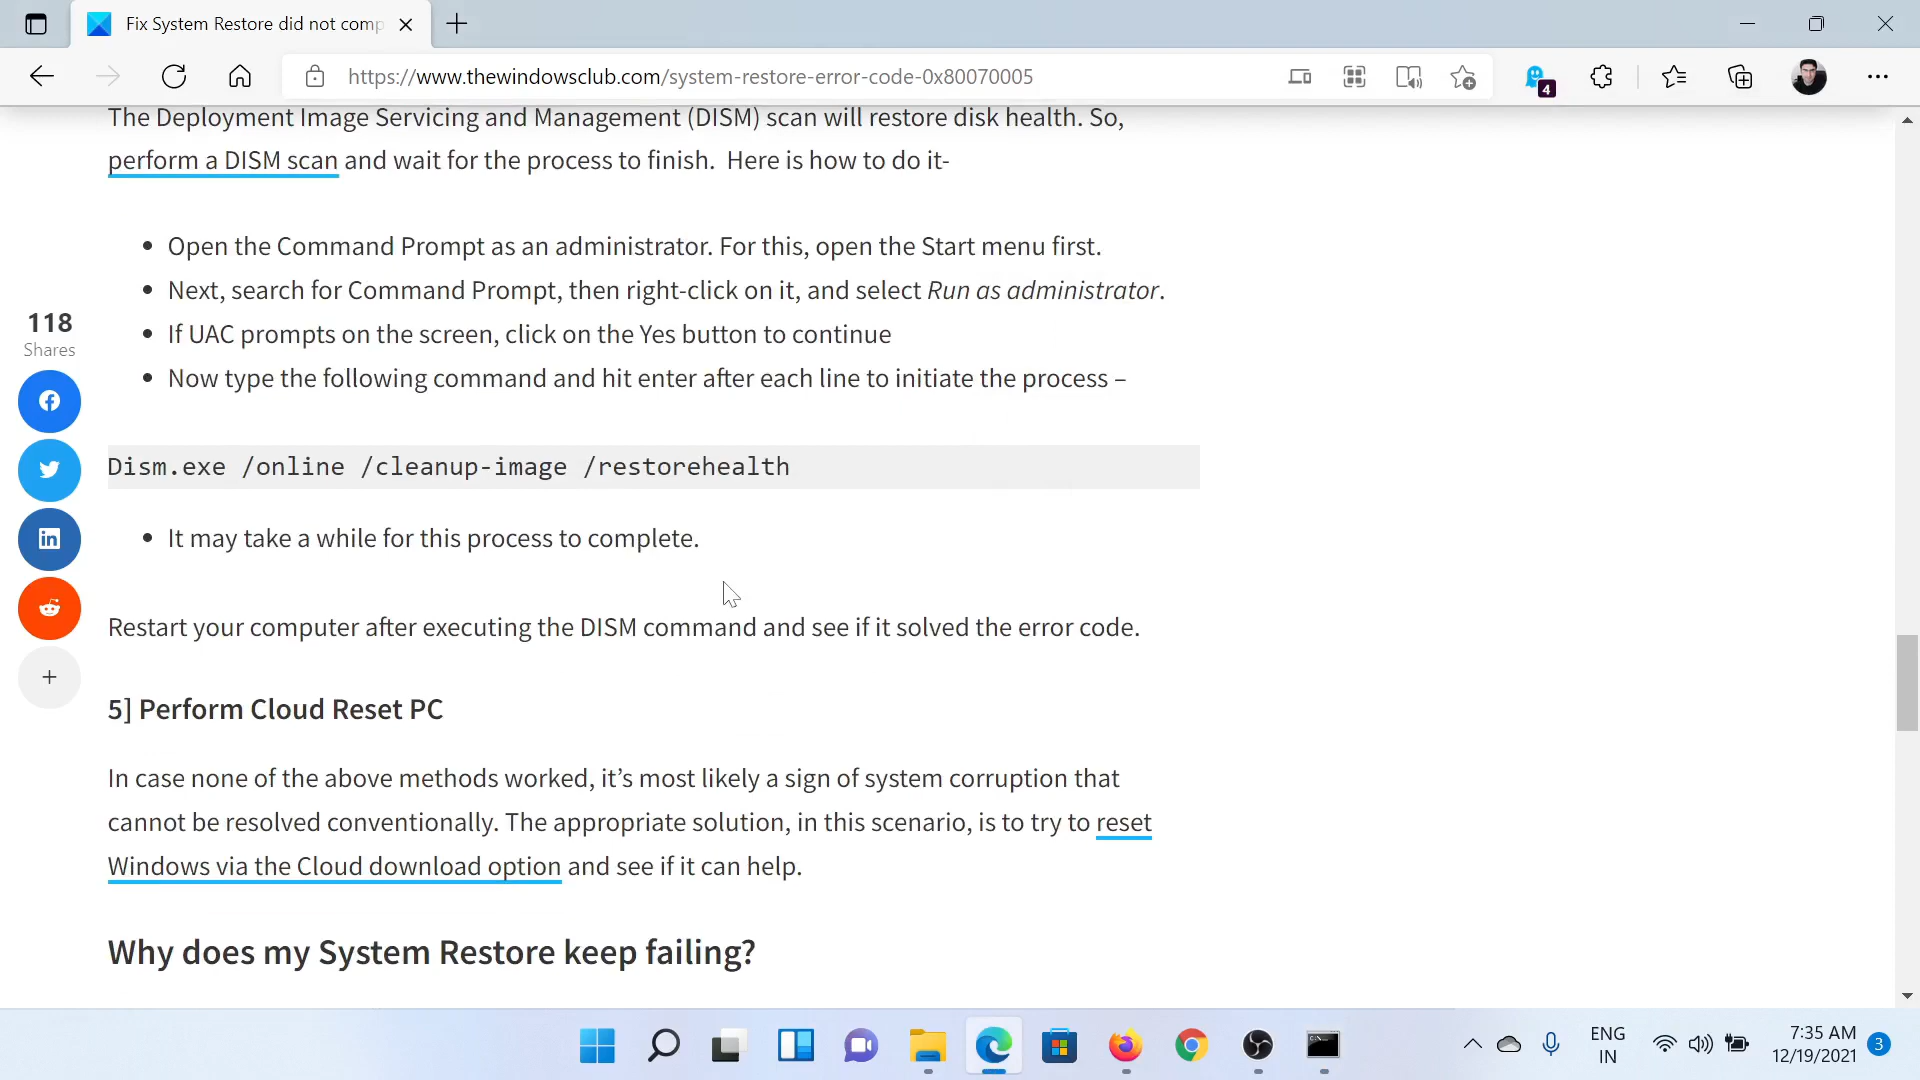 Fix System Restore did not comp
https://www.thewindowsclub.com/system-restore-error-code-0x80070005
4
The Deployment Image Servicing and Management (DISM) scan will restore disk health. So,
perform a DISM scan and wait for the process to finish.  Here is how to do it-
• Open the Command Prompt as an administrator. For this, open the Start menu first.
• Next, search for Command Prompt, then right-click on it, and select Run as administrator.
• If UAC prompts on the screen, click on the Yes button to continue
• Now type the following command and hit enter after each line to initiate the process –
118
Shares
Dism.exe /online /cleanup-image /restorehealth
• It may take a while for this process to complete.
Restart your computer after executing the DISM command and see if it solved the error code.
5] Perform Cloud Reset PC
In case none of the above methods worked, it’s most likely a sign of system corruption that
cannot be resolved conventionally. The appropriate solution, in this scenario, is to try to reset
Windows via the Cloud download option and see if it can help.
Why does my System Restore keep failing?
ENG
IN
7:35 AM
12/19/2021
3